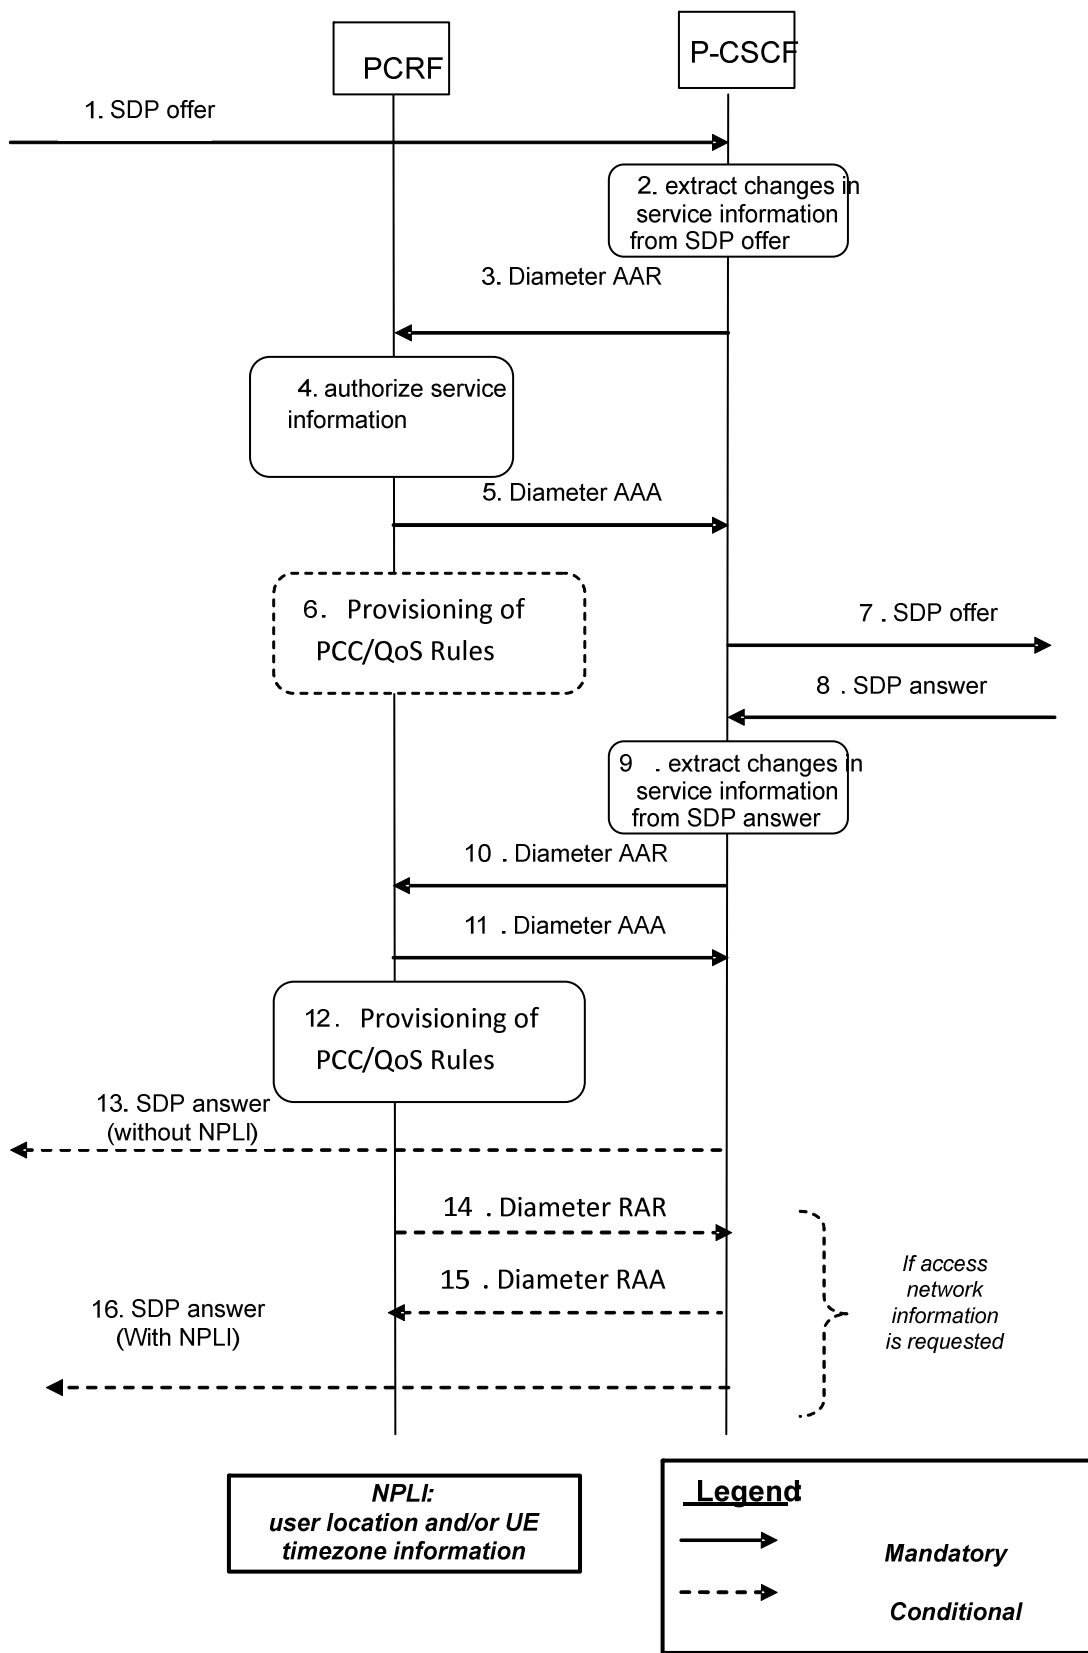 PCRF
P-CSCF
1. SDP offer
2. extract changes in
service information
from SDP offer
3. Diameter AAR
4. authorize service
information
5. Diameter AAA
6. Provisioning of
PCC/QoS Rules
7 . SDP offer
8 . SDP answer
9 . extract changes in
service information
from SDP answer
10 . Diameter AAR
11 . Diameter AAA
12. Provisioning of
PCC/QoS Rules
13. SDP answer
(without NPLI)
14 . Diameter RAR
15 . Diameter RAA
16. SDP answer
(With NPLI)
If access
network
information
is requested
NPLI:
user location and/or UE
timezone information
Legend:
Mandatory
Conditional